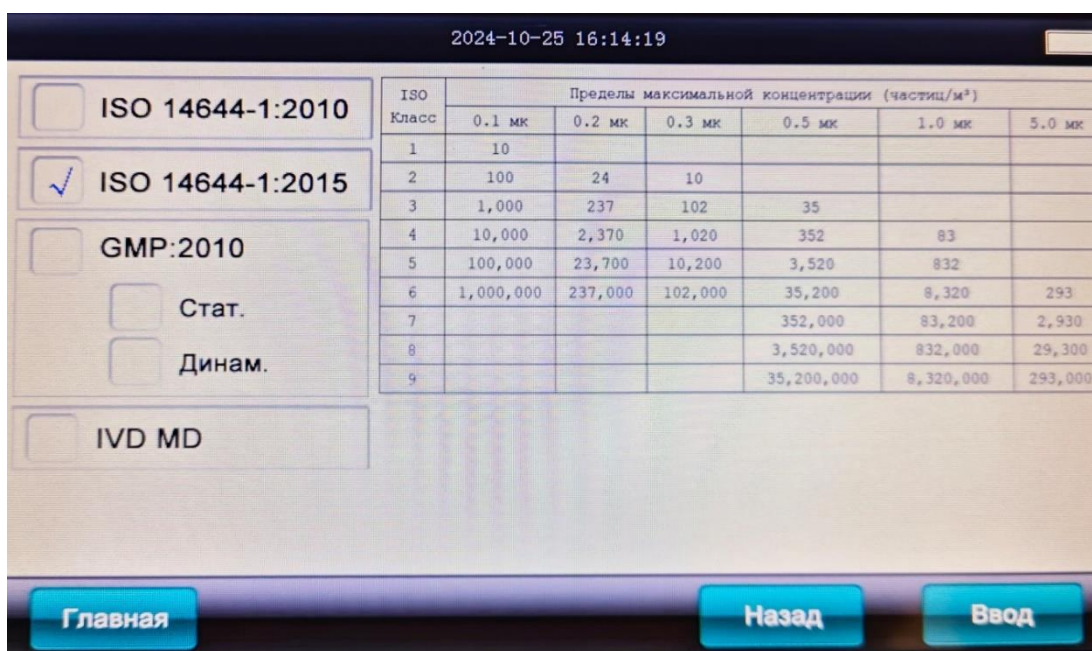 2024-10-25 16:14:19
ISO 14644-1:2010
ISO 14644-1:2015
GMP:2010
Стат.
Динам.
IVD MD
ISO Класс Пределы максимальной концентрации (частиц/м³)
0.1 мк 0.2 мк 0.3 мк 0.5 мк 1.0 мк 5.0 мк
1 10
2 100 24 10
3 1,000 237 102 35
4 10,000 2,370 1,020 352 83
5 100,000 23,700 10,200 3,520 832
6 1,000,000 237,000 102,000 35,200 8,320 293
7 352,000 83,200 2,930
8 3,520,000 832,000 29,300
9 35,200,000 8,320,000 293,000
Главная Назад Ввод